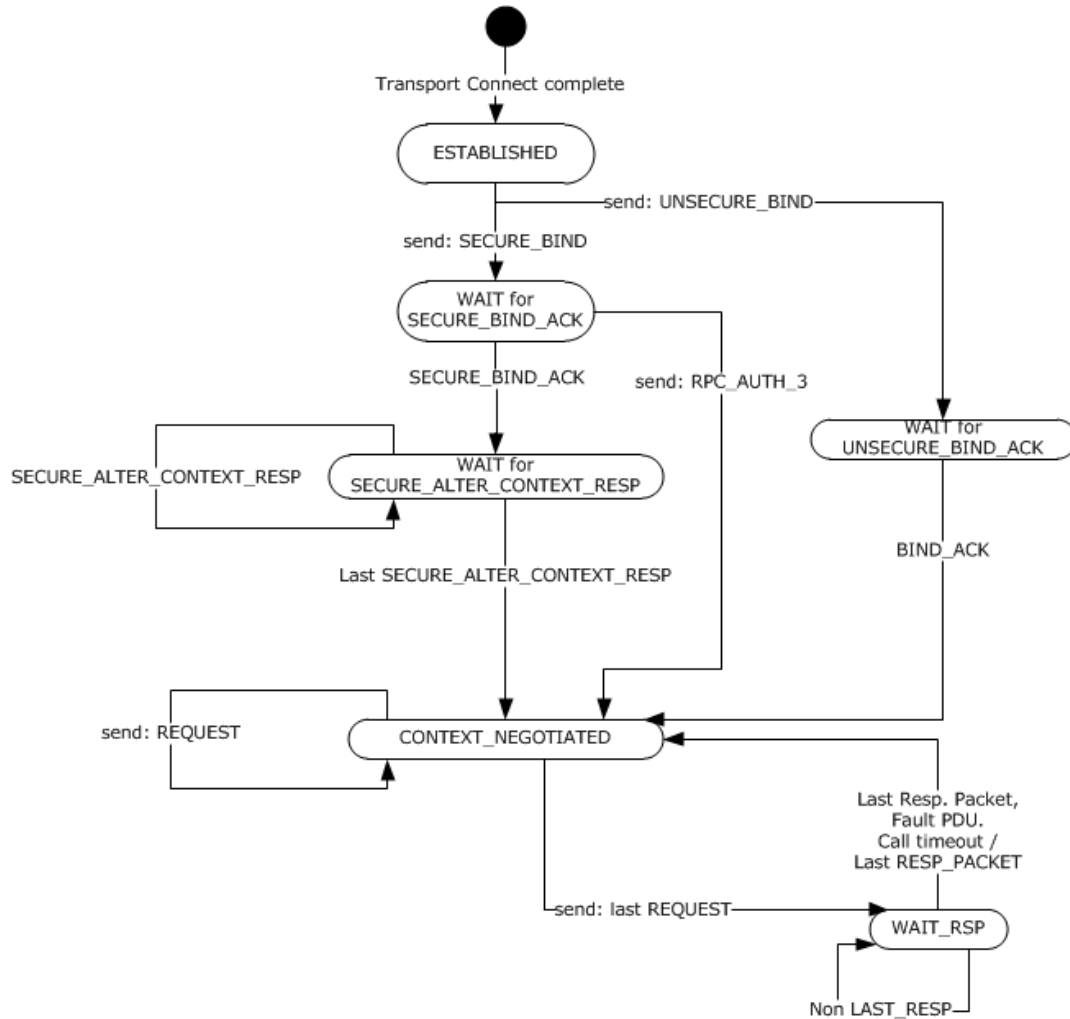 Transport Connect complete
ESTABLISHED
send: UNSECURE_BIND
send: SECURE_BIND
WAIT for
SECURE_BIND_ACK
SECURE_BIND_ACK
send: RPC_AUTH_3
WAIT for
UNSECURE_BIND_ACK
SECURE_ALTER_CONTEXT_RESP
WAIT for
SECURE_ALTER_CONTEXT_RESP
BIND_ACK
Last SECURE_ALTER_CONTEXT_RESP
send: REQUEST
CONTEXT_NEGOTIATED
Last Resp. Packet,
Fault PDU.
Call timeout /
Last RESP_PACKET
send: last REQUEST
WAIT_RSP
Non LAST_RESP